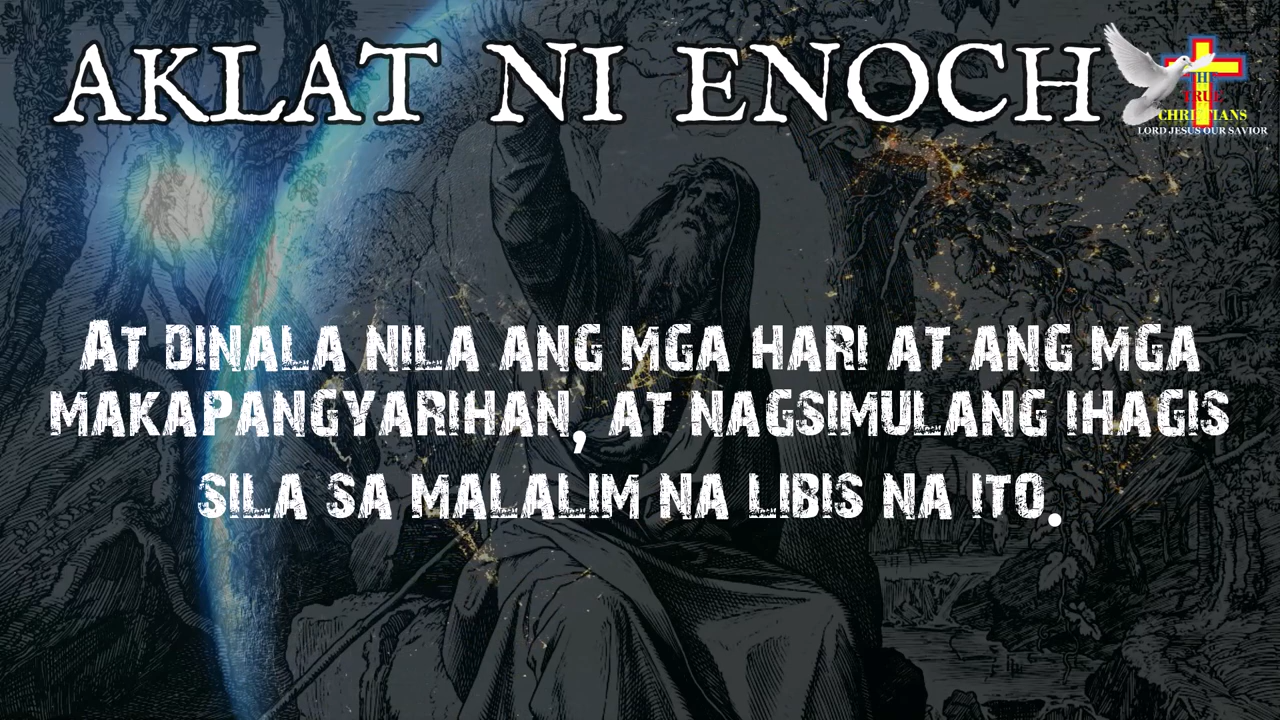 AKLAT NI ENOCH
TRUE
CHRISTIANS
LORD JESUS OUR SAVIOR
At dinala nila ang mga hari at ang mga
makapangyarihan, at nagsimulang ihagis
sila sa malalim na libis na ito.